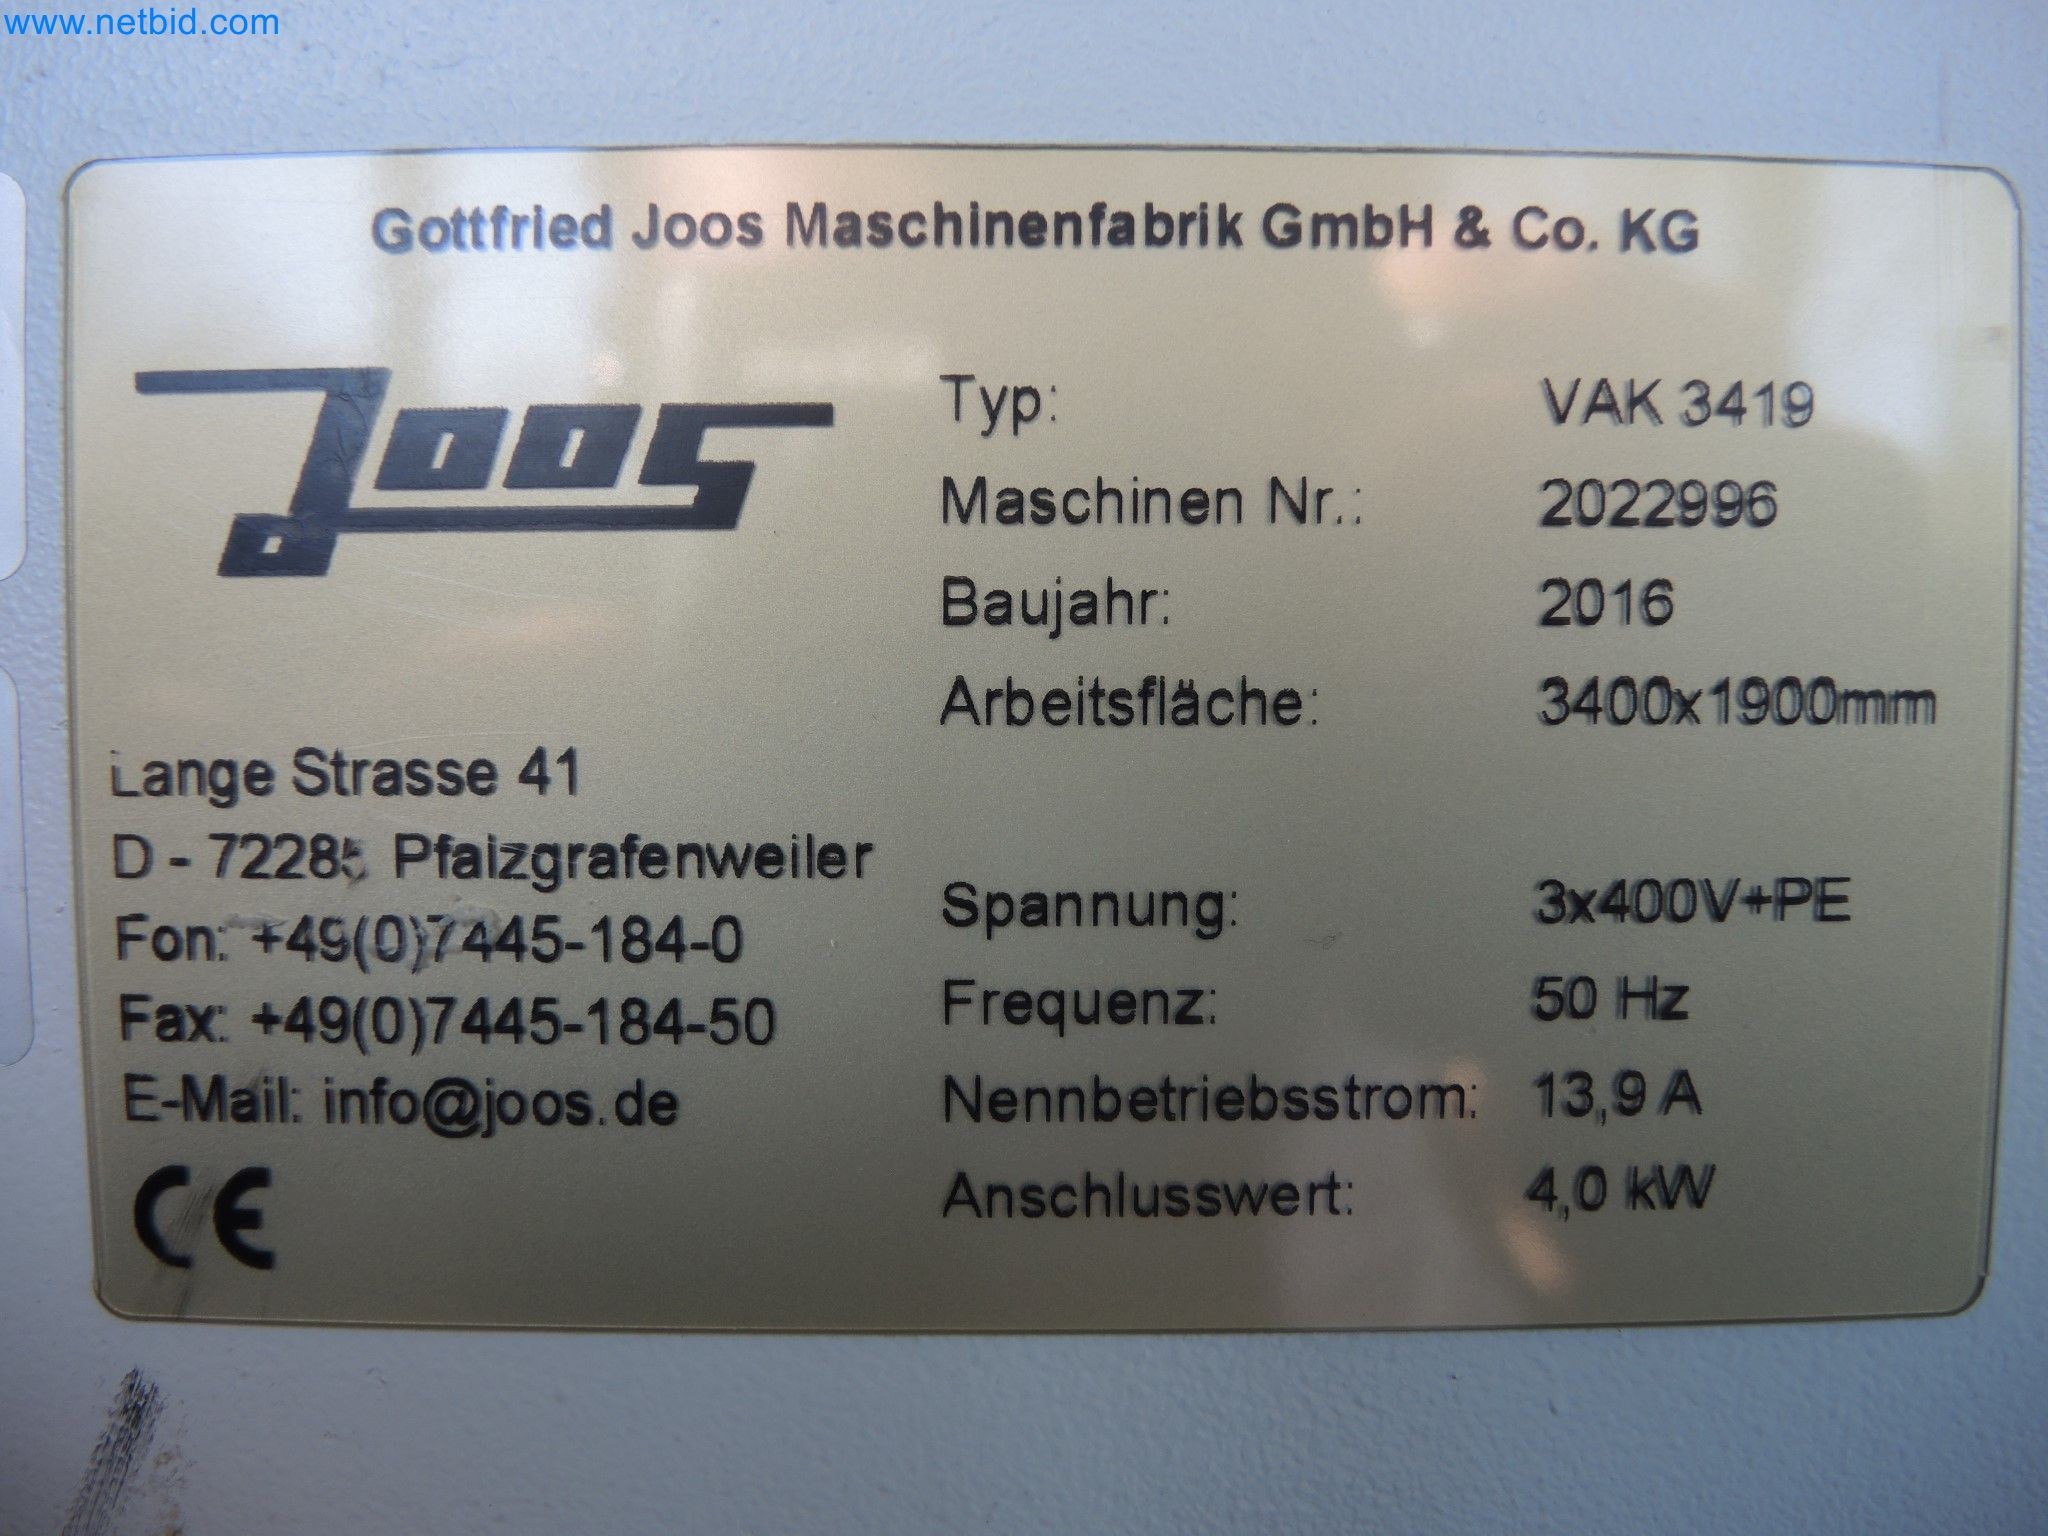 www.netbid.com
Gottfried Joos Maschinenfabrik GmbH & Co. KG
Joos
Typ: VAK 3419
Maschinen Nr.: 2022996
Baujahr: 2016
Arbeitsfläche: 3400x1900mm
Lange Strasse 41
D - 72285 Pfalzgrafenweiler
Fon: +49(0)7445-184-0
Fax: +49(0)7445-184-50
E-Mail: info@joos.de
CE
Spannung: 3x400V+PE
Frequenz: 50 Hz
Nennbetriebsstrom: 13,9 A
Anschlusswert: 4,0 kW